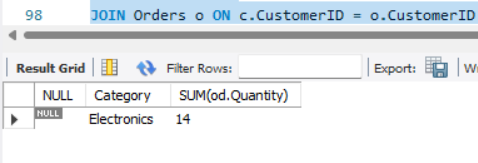 98 JOIN Orders o ON c.CustomerID = o.CustomerID
Result Grid Filter Rows: Export:
NULL Category SUM(od.Quantity)
NULL Electronics 14